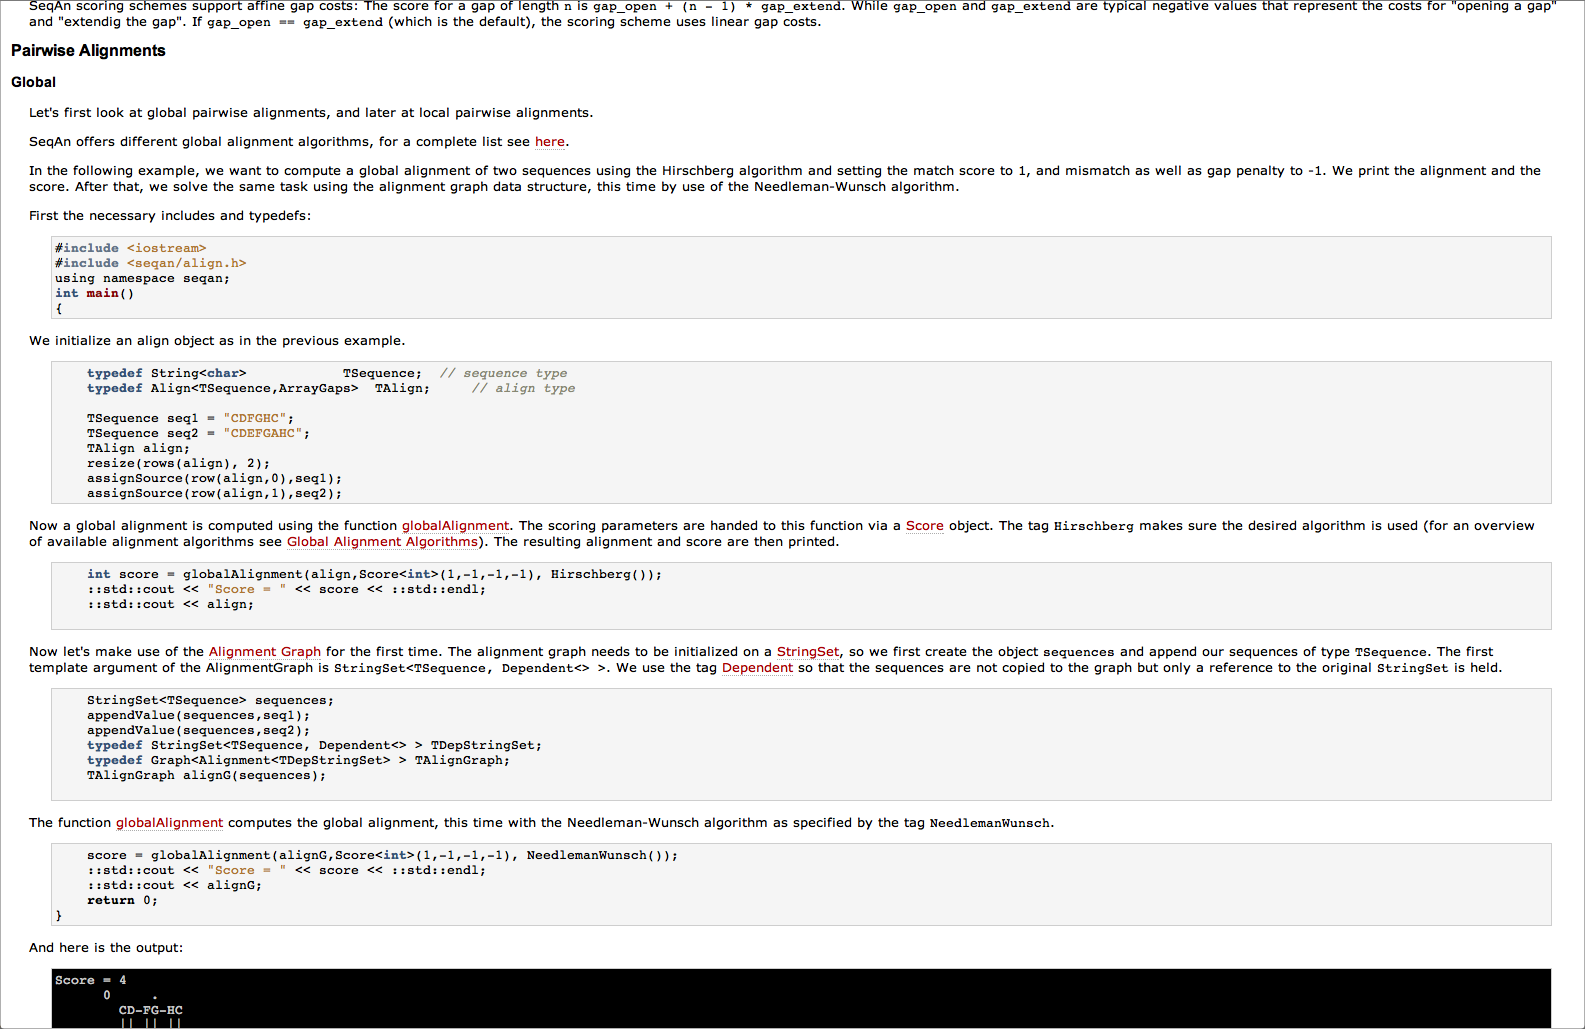 SeqAn scoring schemes support affine gap costs: The score for a gap of length n is gap_open + (n - 1) * gap_extend. While gap_open and gap_extend are typical negative values that represent the costs for "opening a gap"
and "extendig the gap". If gap_open == gap_extend (which is the default), the scoring scheme uses linear gap costs.
Pairwise Alignments
Global
Let's first look at global pairwise alignments, and later at local pairwise alignments.
SeqAn offers different global alignment algorithms, for a complete list see here.
In the following example, we want to compute a global alignment of two sequences using the Hirschberg algorithm and setting the match score to 1, and mismatch as well as gap penalty to -1. We print the alignment and the
score. After that, we solve the same task using the alignment graph data structure, this time by use of the Needleman-Wunsch algorithm.
First the necessary includes and typedefs:
#include <iostream>
#include <seqan/align.h>
using namespace seqan;
int main()
{
We initialize an align object as in the previous example.
typedef String<char>            TSequence;  // sequence type
typedef Align<TSequence,ArrayGaps>  TAlign;     // align type
TSequence seq1 = "CDFGHC";
TSequence seq2 = "CDEFGAHC";
TAlign align;
resize(rows(align), 2);
assignSource(row(align,0),seq1);
assignSource(row(align,1),seq2);
Now a global alignment is computed using the function globalAlignment. The scoring parameters are handed to this function via a Score object. The tag Hirschberg makes sure the desired algorithm is used (for an overview
of available alignment algorithms see Global Alignment Algorithms). The resulting alignment and score are then printed.
int score = globalAlignment(align,Score<int>(1,-1,-1,-1), Hirschberg());
::std::cout << "Score = " << score << ::std::endl;
::std::cout << align;
Now let's make use of the Alignment Graph for the first time. The alignment graph needs to be initialized on a StringSet, so we first create the object sequences and append our sequences of type TSequence. The first
template argument of the AlignmentGraph is StringSet<TSequence, Dependent<> >. We use the tag Dependent so that the sequences are not copied to the graph but only a reference to the original StringSet is held.
StringSet<TSequence> sequences;
appendValue(sequences,seq1);
appendValue(sequences,seq2);
typedef StringSet<TSequence, Dependent<> > TDepStringSet;
typedef Graph<Alignment<TDepStringSet> > TAlignGraph;
TAlignGraph alignG(sequences);
The function globalAlignment computes the global alignment, this time with the Needleman-Wunsch algorithm as specified by the tag NeedlemanWunsch.
score = globalAlignment(alignG,Score<int>(1,-1,-1,-1), NeedlemanWunsch());
::std::cout << "Score = " << score << ::std::endl;
::std::cout << alignG;
return 0;
}
And here is the output:
Score = 4
0     .
CD-FG-HC
|| || ||